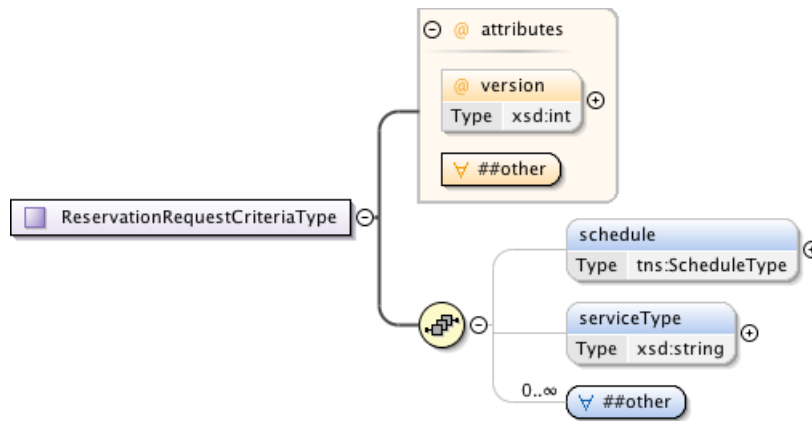 @ attributes
@ version
Type xsd:int
∀ ##other
ReservationRequestCriteriaType
schedule
Type tns:ScheduleType
serviceType
Type xsd:string
0..∞
∀ ##other